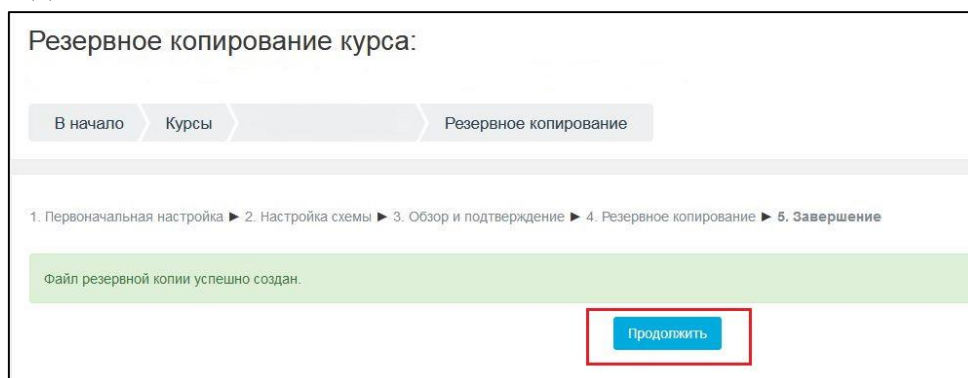 Резервное копирование курса:
В начало Курсы Резервное копирование
1. Первоначальная настройка ► 2. Настройка схемы ► 3. Обзор и подтверждение ► 4. Резервное копирование ► 5. Завершение
Файл резервной копии успешно создан.
Продолжить